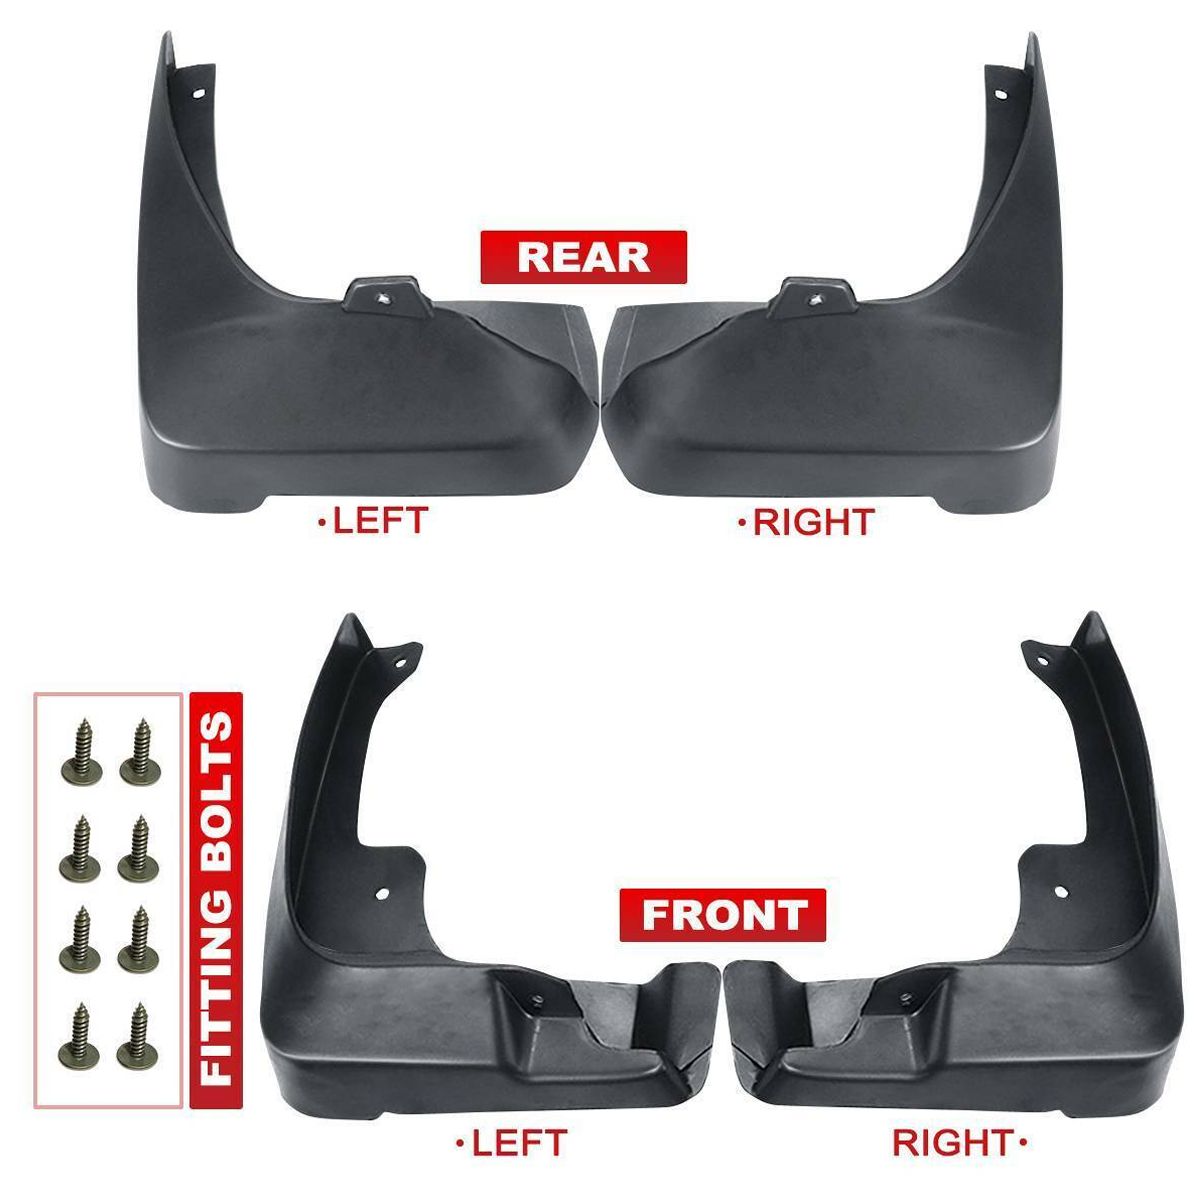 REAR
•LEFT
•RIGHT
FITTING BOLTS
FRONT
•LEFT
RIGHT•